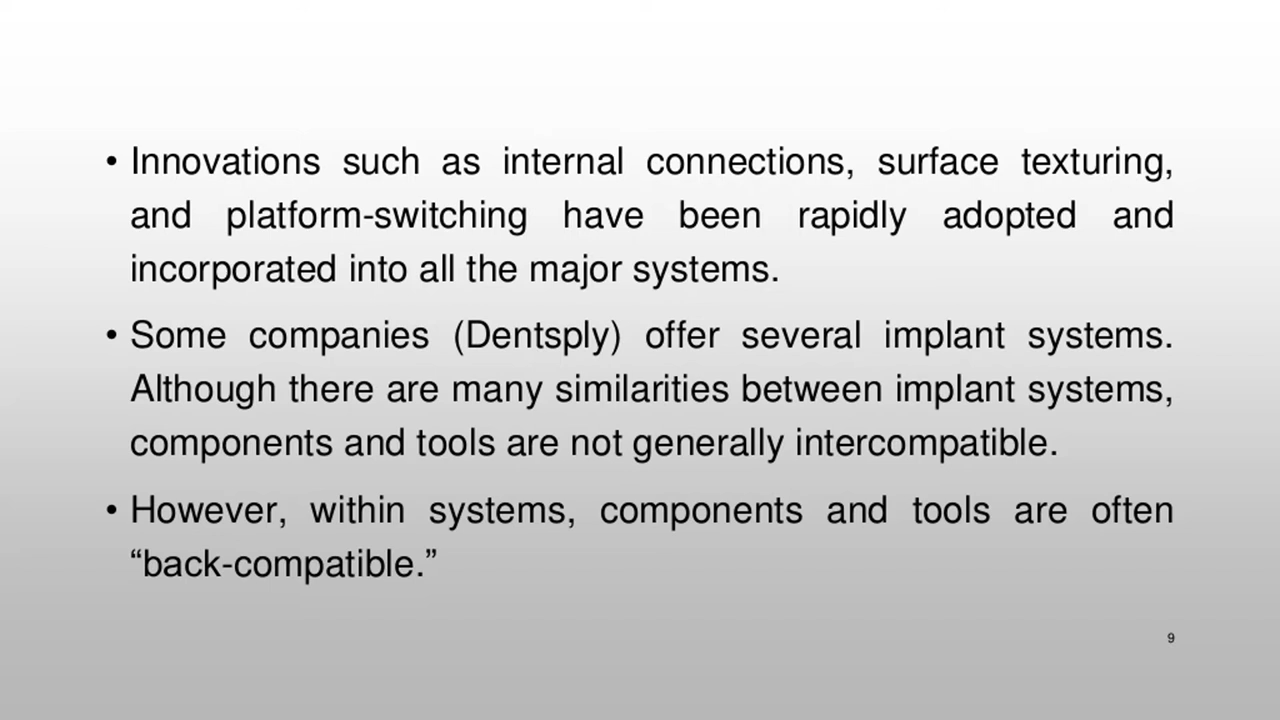 • Innovations such as internal connections, surface texturing,
and platform-switching have been rapidly adopted and
incorporated into all the major systems.
• Some companies (Dentsply) offer several implant systems.
Although there are many similarities between implant systems,
components and tools are not generally intercompatible.
• However, within systems, components and tools are often
“back-compatible.”
9